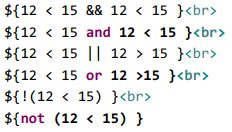 ${12 < 15 && 12 < 15 }<br>
${12 < 15 and 12 < 15 }<br>
${12 < 15 || 12 > 15 }<br>
${12 < 15 or 12 >15 }<br>
${!(12 < 15) }<br>
${not (12 < 15) }